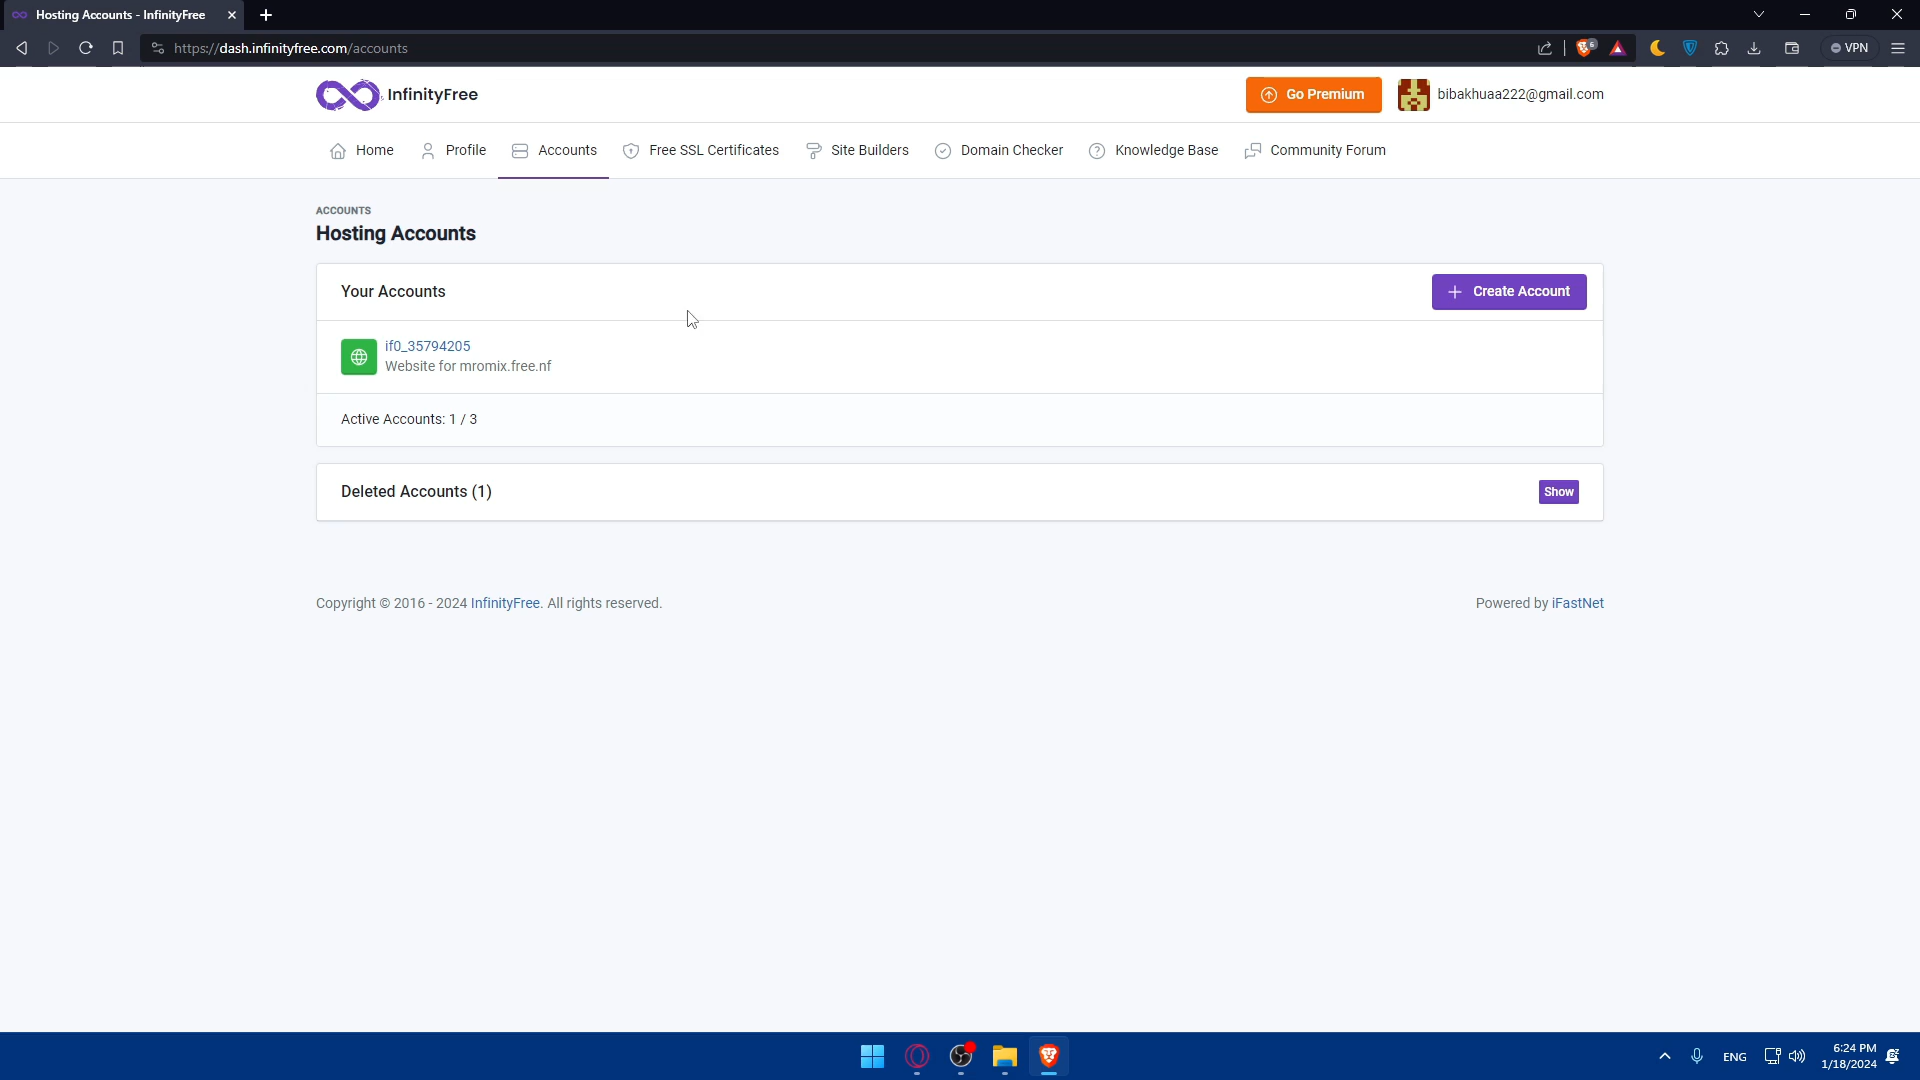 Hosting Accounts - InfinityFree
https://dash.infinityfree.com/accounts
6
VPN
InfinityFree
Go Premium
bibakhuaa222@gmail.com
Home
Profile
Accounts
Free SSL Certificates
Site Builders
Domain Checker
Knowledge Base
Community Forum
ACCOUNTS
Hosting Accounts
Your Accounts
Create Account
if0_35794205
Website for mromix.free.nf
Active Accounts: 1 / 3
Deleted Accounts (1)
Show
Copyright © 2016 - 2024 InfinityFree. All rights reserved.
Powered by iFastNet
ENG
6:24 PM
1/18/2024